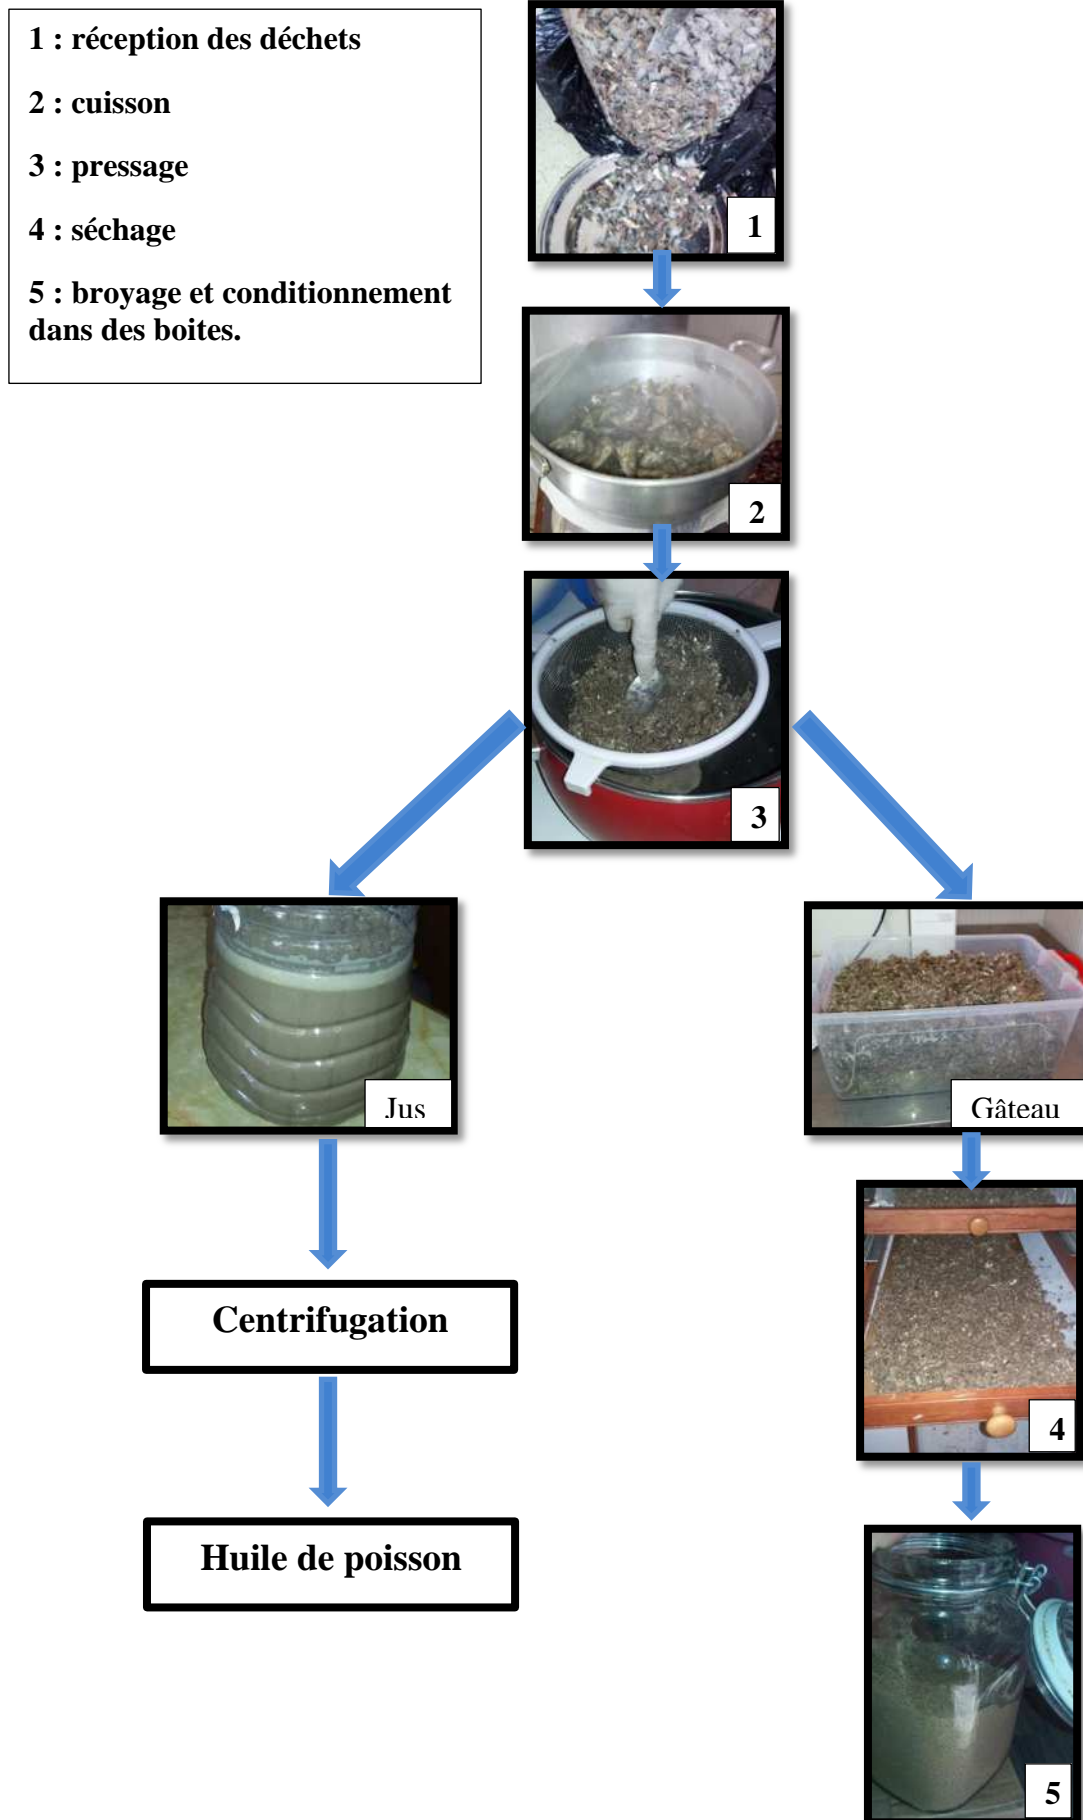 1 : réception des déchets
2 : cuisson
3 : pressage
4 : séchage
5 : broyage et conditionnement
dans des boites.
1
2
3
Jus
Gâteau
Centrifugation
4
Huile de poisson
5